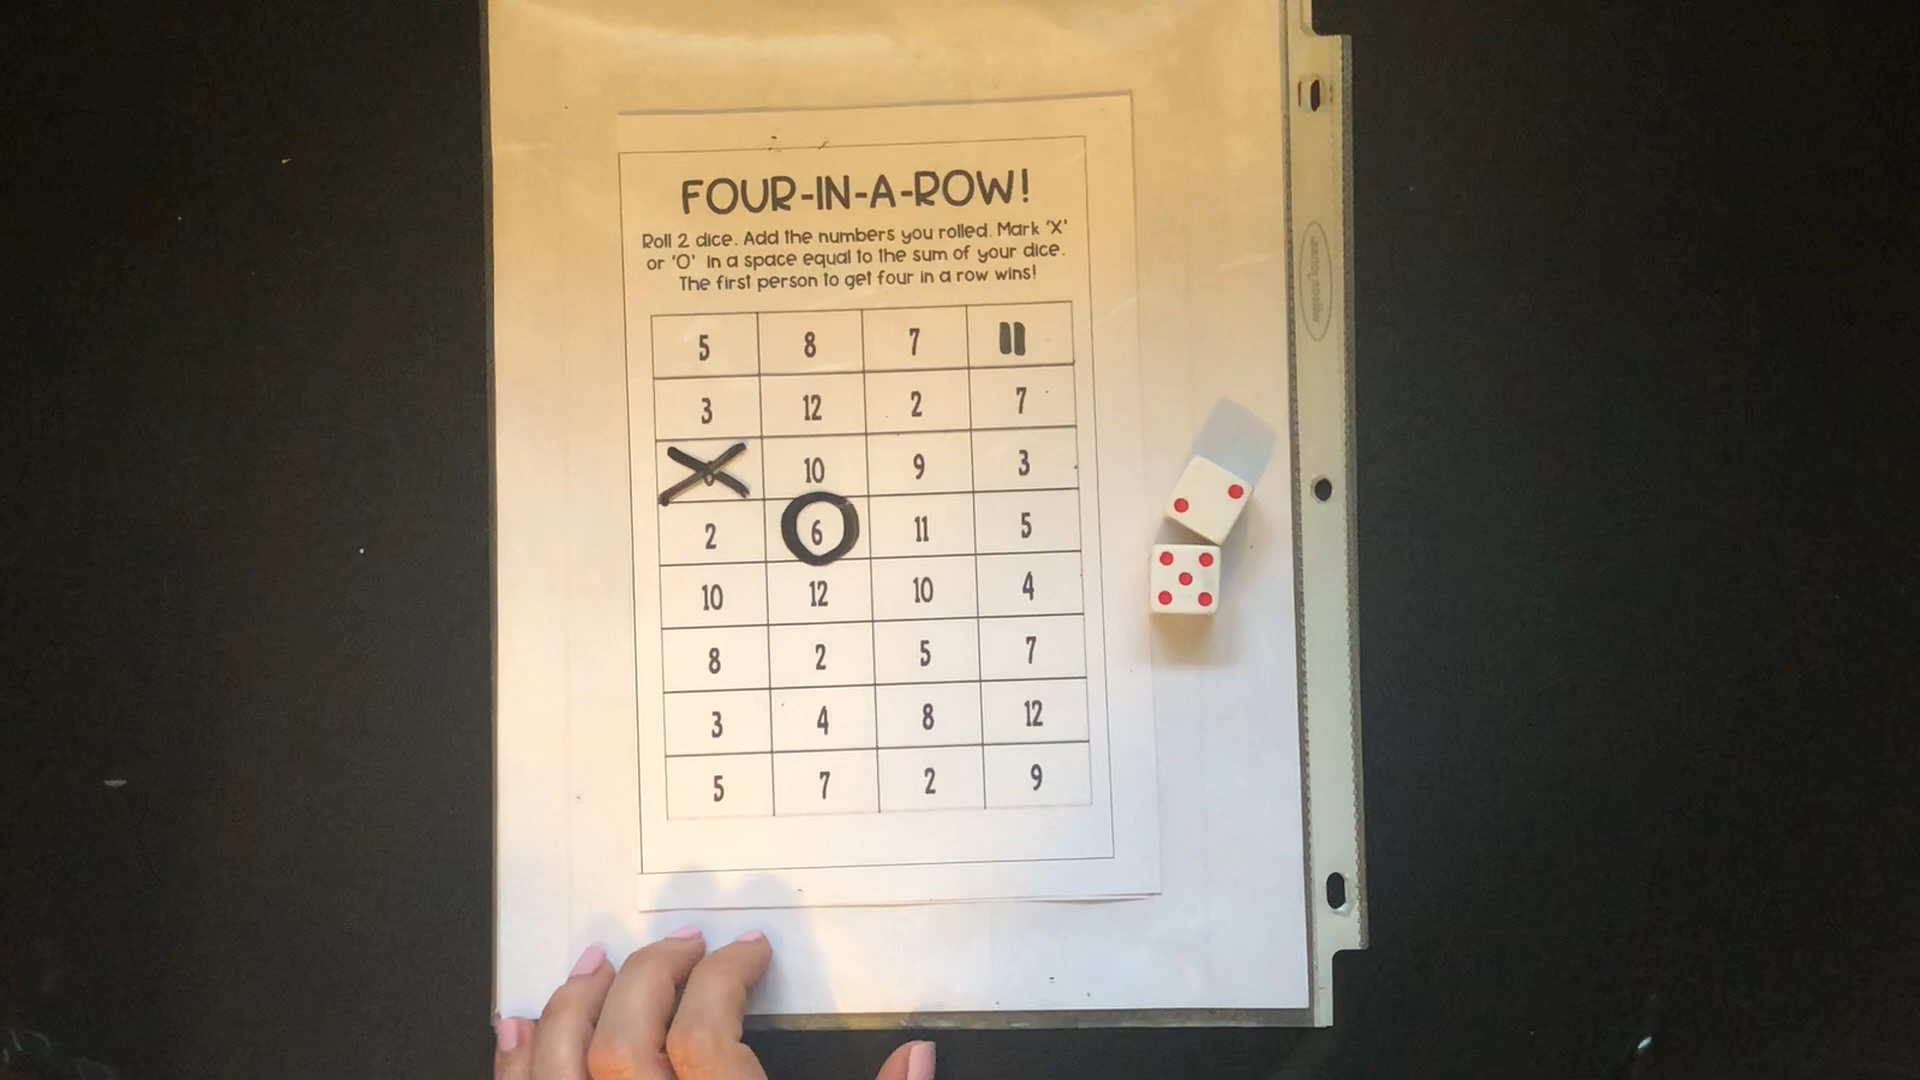 FOUR-IN-A-ROW!
Roll 2 dice. Add the numbers you rolled. Mark 'X'
or 'O' in a space equal to the sum of your dice.
The first person to get four in a row wins!
5 8 7 11
3 12 2 7
X 10 9 3
2 6 11 5
10 12 10 4
8 2 5 7
3 4 8 12
5 7 2 9